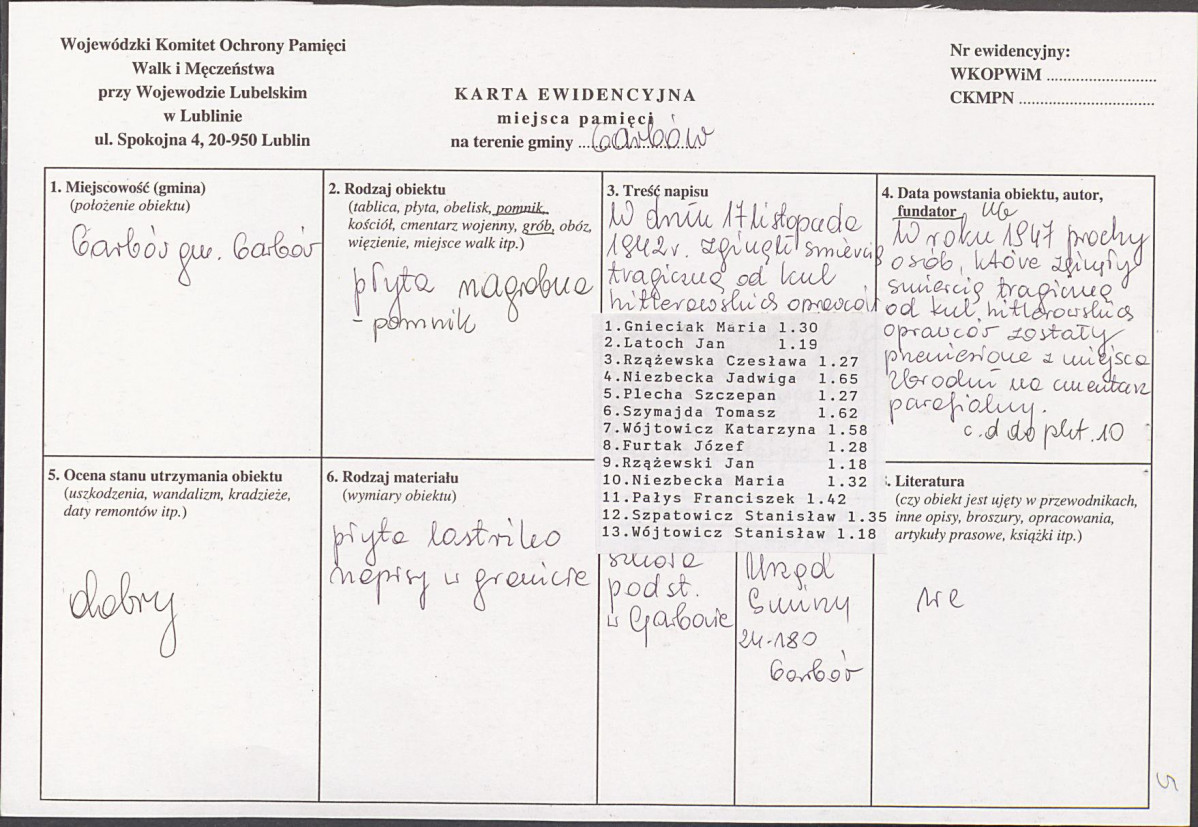 Wojewódzki Komitet Ochrony Pamięci
Walk i Męczeństwa
przy Wojewodzie Lubelskim
w Lublinie
ul. Spokojna 4, 20-950 Lublin
KARTA EWIDENCYJNA
miejsca pamięci
na terenie gminy ...Garbów
Nr ewidencyjny:
WKOPWiM ............................
CKMPN ..................................
1. Miejscowość (gmina)
(położenie obiektu)
Garbów gm. Garbów
2. Rodzaj obiektu
(tablica, płyta, obelisk, pomnik,
kościół, cmentarz wojenny, grób, obóz,
więzienie, miejsce walk itp.)
płyta nagrobna
- pomnik
3. Treść napisu
W dniu 17 listopada
1942 r. zginęli śmiercią
tragiczną od kul
hitlerowskich oprawców
1.Gnieciak Maria 1.30
2.Latoch Jan 1.19
3.Rzążewska Czesława 1.27
4.Niezbecka Jadwiga 1.65
5.Plecha Szczepan 1.27
6.Szymajda Tomasz 1.62
7.Wójtowicz Katarzyna 1.58
8.Furtak Józef 1.28
9.Rzążewski Jan 1.18
10.Niezbecka Maria 1.32
11.Pałys Franciszek 1.42
12.Szpatowicz Stanisław 1.35
13.Wójtowicz Stanisław 1.18
4. Data powstania obiektu, autor,
fundator
W roku 1947 prochy
osób, które zginęły
śmiercią tragiczną
od kul hitlerowskich
oprawców zostały
przeniesione z miejsca
zbrodni na cmentarz
parafialny.
c.d do pkt. 10
5. Ocena stanu utrzymania obiektu
(uszkodzenia, wandalizm, kradzieże,
daty remontów itp.)
dobry
6. Rodzaj materiału
(wymiary obiektu)
płyta lastriko
napisy w granicie
szkoła
podst.
w Garbowie
Urząd
Gminy
24-180
Garbów
. Literatura
(czy obiekt jest ujęty w przewodnikach,
inne opisy, broszury, opracowania,
artykuły prasowe, książki itp.)
nie
5